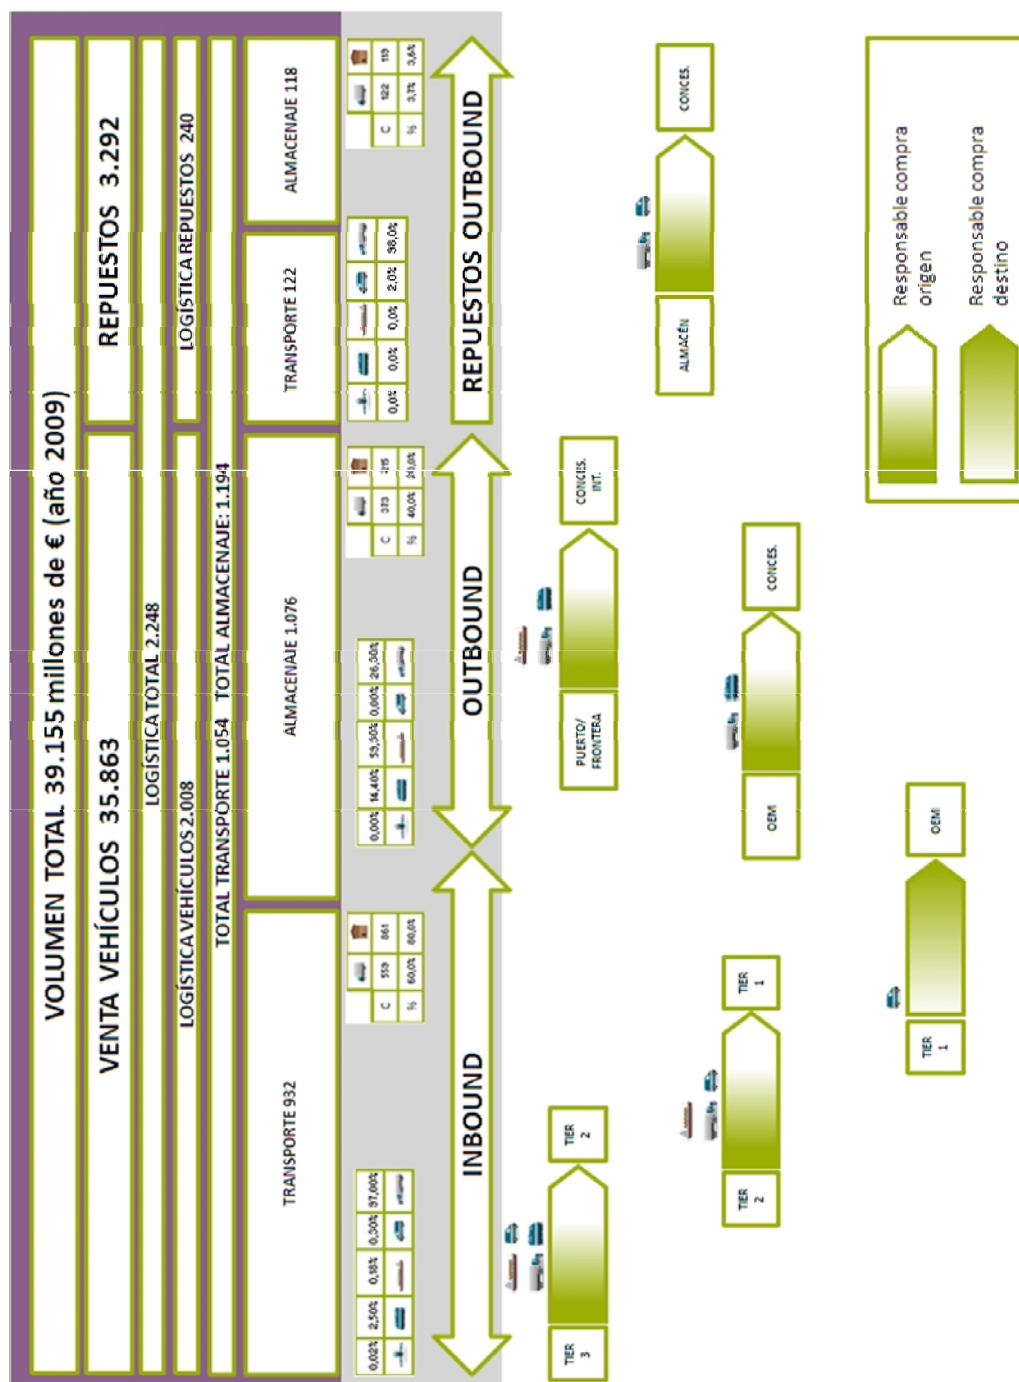 VOLUMEN TOTAL 39.155 millones de € (año 2009)
VENTA VEHÍCULOS 35.863
REPUESTOS 3.292
LOGÍSTICA TOTAL 2.248
LOGÍSTICA VEHÍCULOS 2.008
LOGÍSTICA REPUESTOS 240
TOTAL TRANSPORTE 1.054 TOTAL ALMACENAJE: 1.194
TRANSPORTE 932
ALMACENAJE 1.076
TRANSPORTE 122
ALMACENAJE 118
0,02% 2,50% 0,18% 0,30% 97,00%
C 559 861
% 60,0% 80,0%
0,00% 14,40% 59,30% 0,00% 26,30%
C 373 215
% 40,0% 20,0%
0,0% 0,0% 0,0% 2,0% 98,0%
C 122 119
% 3,7% 3,6%
INBOUND
OUTBOUND
REPUESTOS OUTBOUND
TIER 3
TIER 2
PUERTO/
FRONTERA
CONCES.
INT.
ALMACÉN
CONCES.
TIER 2
TIER 1
OEM
CONCES.
TIER 1
OEM
Responsable compra
origen
Responsable compra
destino